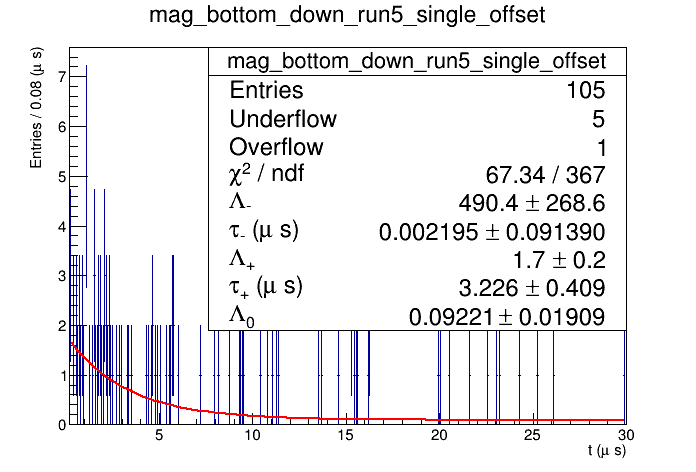 mag_bottom_down_run5_single_offset
mag_bottom_down_run5_single_offset
Entries 105
Underflow 5
Overflow 1
χ² / ndf 67.34 / 367
Λ₋ 490.4 ± 268.6
τ₋ (μ s) 0.002195 ± 0.091390
Λ₊ 1.7 ± 0.2
τ₊ (μ s) 3.226 ± 0.409
Λ₀ 0.09221 ± 0.01909
Entries / 0.08 (μ s)
7
6
5
4
3
2
1
0
5 10 15 20 25 30
t (μ s)